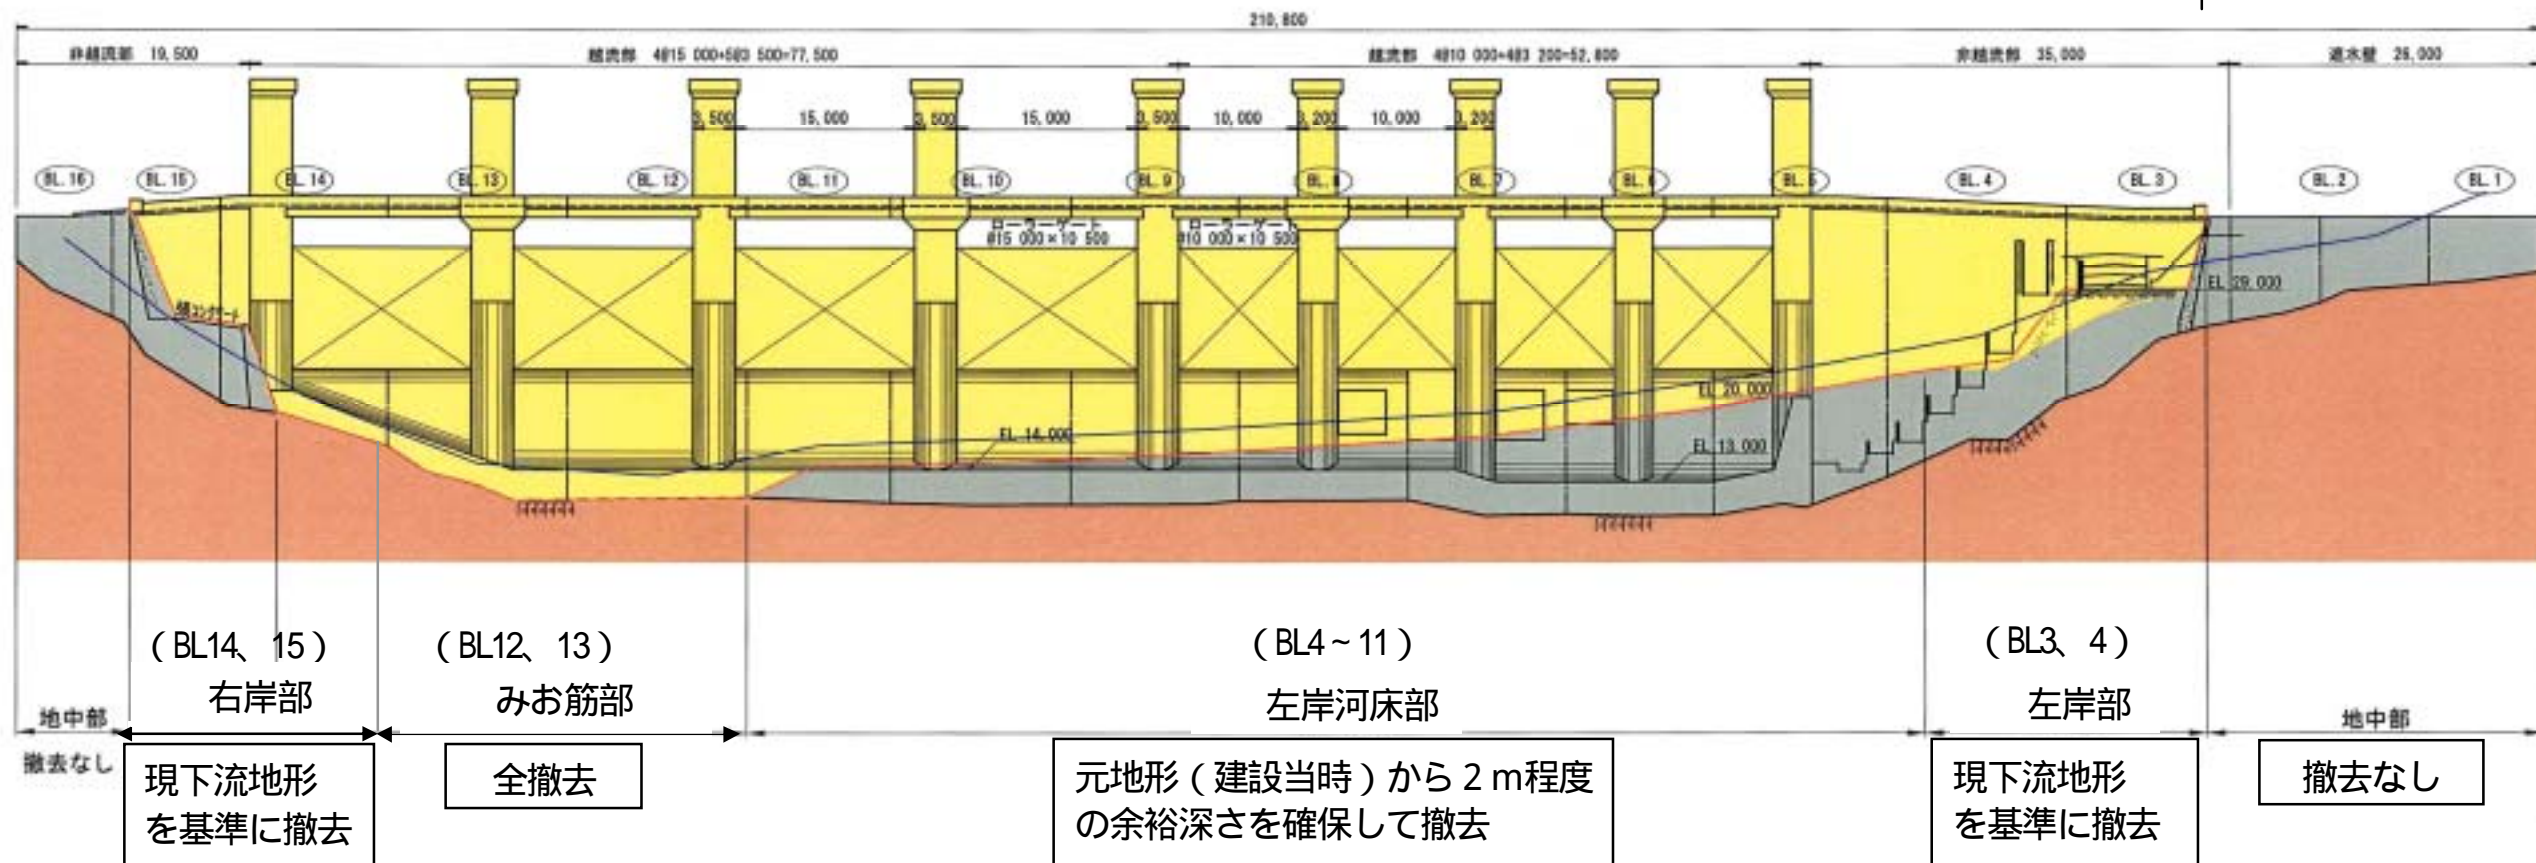 210,800
非越流部 19,500
越流部 4@15 000+5@3 500=77,500
越流部 4@10 000+4@3 200=52,800
非越流部 35,000
遮水壁 26,000
3,500
15,000
3,500
15,000
3,500
10,000
3,200
10,000
3,200
BL.16
BL.15
BL.14
BL.13
BL.12
BL.11
BL.10
BL.9
BL.8
BL.7
BL.6
BL.5
BL.4
BL.3
BL.2
BL.1
ローラーゲート
@15 000×10 500
ローラーゲート
@10 000×10 500
EL 29.000
EL 20.000
EL 14.000
EL 13.000
(BL14、15)
(BL12、13)
(BL4~11)
(BL3、4)
右岸部
みお筋部
左岸河床部
左岸部
地中部
地中部
撤去なし
現下流地形
を基準に撤去
全撤去
元地形(建設当時)から2m程度
の余裕深さを確保して撤去
現下流地形
を基準に撤去
撤去なし